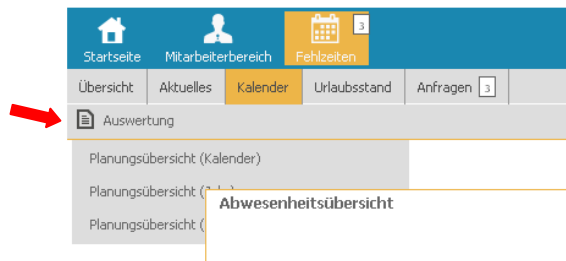 3
Startseite Mitarbeiterbereich Fehlzeiten
Übersicht Aktuelles Kalender Urlaubsstand Anfragen 3
Auswertung
Planungsübersicht (Kalender)
Planungsübersicht (
Abwesenheitsübersicht
Planungsübersicht (